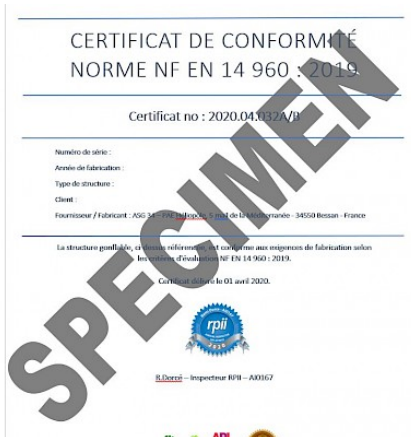 CERTIFICAT DE CONFORMITÉ
NORME NF EN 14 960 : 2019
Certificat no : 2020.04.032A/B
Numéro de série :
Année de fabrication :
Type de structure :
Client :
Fournisseur / Fabricant : ASG 34 – PAE Héliopole, 5 mail de la Méditerranée - 34550 Bessan - France
La structure gonflable, ci dessus référencée, est conforme aux exigences de fabrication selon
les critères d'évaluation NF EN 14 960 : 2019.
Certificat délivré le 01 avril 2020.
rpii
R.Dorcé – Inspecteur RPII – AI0167
SPECIMEN